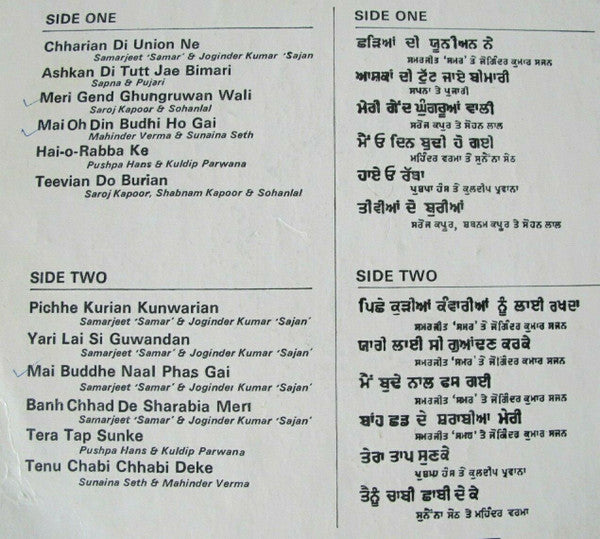 SIDE ONE
Chharian Di Union Ne
Samarjeet 'Samar' & Joginder Kumar 'Sajan
Ashkan Di Tutt Jae Bimari
Sapna & Pujari
Meri Gend Ghungruwan Wali
Saroj Kapoor & Sohanlal
Mai Oh Din Budhi Ho Gai
Mahinder Verma & Sunaina Seth
Hai-o-Rabba Ke
Pushpa Hans & Kuldip Parwana
Teevian Do Burian
Saroj Kapoor, Shabnam Kapoor & Sohanlal
SIDE TWO
Pichhe Kurian Kunwarian
Samarjeet 'Samar' & Joginder Kumar 'Sajan'
Yari Lai Si Guwandan
Samarjeet 'Samar' & Joginder Kumar 'Sajan'
Mai Buddhe Naal Phas Gai
Samarjeet 'Samar' & Joginder Kumar 'Sajan'
Banh Chhad De Sharabia Meri
Samarjeet 'Samar' & Joginder Kumar 'Sajan'
Tera Tap Sunke
Pushpa Hans & Kuldip Parwana
Tenu Chabi Chhabi Deke
Sunaina Seth & Mahinder Verma
SIDE ONE
ਛੜਿਆਂ ਦੀ ਯੂਨੀਅਨ ਨੇ
ਸਮਰਜੀਤ 'ਸਮਰ' ਤੇ ਜੋਗਿੰਦਰ ਕੁਮਾਰ ਸਜਨ
ਆਸ਼ਕਾਂ ਦੀ ਟੁੱਟ ਜਾਏ ਬੀਮਾਰੀ
ਸਪਨਾ ਤੇ ਪੁਜਾਰੀ
ਮੇਰੀ ਗੇਂਦ ਘੁੰਗਰੂਆਂ ਵਾਲੀ
ਸਰੋਜ ਕਪੂਰ ਤੇ ਸੋਹਨ ਲਾਲ
ਮੈਂ ਓ ਦਿਨ ਬੁਢੀ ਹੋ ਗਈ
ਮਹਿੰਦਰ ਵਰਮਾ ਤੇ ਸੁਨੈਨਾ ਸੇਠ
ਹਾਏ ਓ ਰੱਬਾ
ਪੁਸ਼ਪਾ ਹੰਸ ਤੇ ਕੁਲਦੀਪ ਪ੍ਰਵਾਨਾ
ਤੀਵੀਆਂ ਦੋ ਬੁਰੀਆਂ
ਸਰੋਜ ਕਪੂਰ, ਸ਼ਬਨਮ ਕਪੂਰ ਤੇ ਸੋਹਨ ਲਾਲ
SIDE TWO
ਪਿਛੇ ਕੁੜੀਆਂ ਕੰਵਾਰੀਆਂ ਨੂੰ ਲਾਈ ਰਖਦਾ
ਸਮਰਜੀਤ 'ਸਮਰ' ਤੇ ਜੋਗਿੰਦਰ ਕੁਮਾਰ ਸਜਨ
ਯਾਰੀ ਲਾਈ ਸੀ ਗੁਆਂਢਣ ਕਰਕੇ
ਸਮਰਜੀਤ 'ਸਮਰ' ਤੇ ਜੋਗਿੰਦਰ ਕੁਮਾਰ ਸਜਨ
ਮੈਂ ਬੁਢੇ ਨਾਲ ਫਸ ਗਈ
ਸਮਰਜੀਤ 'ਸਮਰ' ਤੇ ਜੋਗਿੰਦਰ ਕੁਮਾਰ ਸਜਨ
ਬਾਂਹ ਛਡ ਦੇ ਸ਼ਰਾਬੀਆ ਮੇਰੀ
ਸਮਰਜੀਤ 'ਸਮਰ' ਤੇ ਜੋਗਿੰਦਰ ਕੁਮਾਰ ਸਜਨ
ਤੇਰਾ ਤਾਪ ਸੁਣਕੇ
ਪੁਸ਼ਪਾ ਹੰਸ ਤੇ ਕੁਲਦੀਪ ਪ੍ਰਵਾਨਾ
ਤੈਨੂੰ ਚਾਬੀ ਛਾਬੀ ਦੇ ਕੇ
ਸੁਨੈਨਾ ਸੇਠ ਤੇ ਮਹਿੰਦਰ ਵਰਮਾ